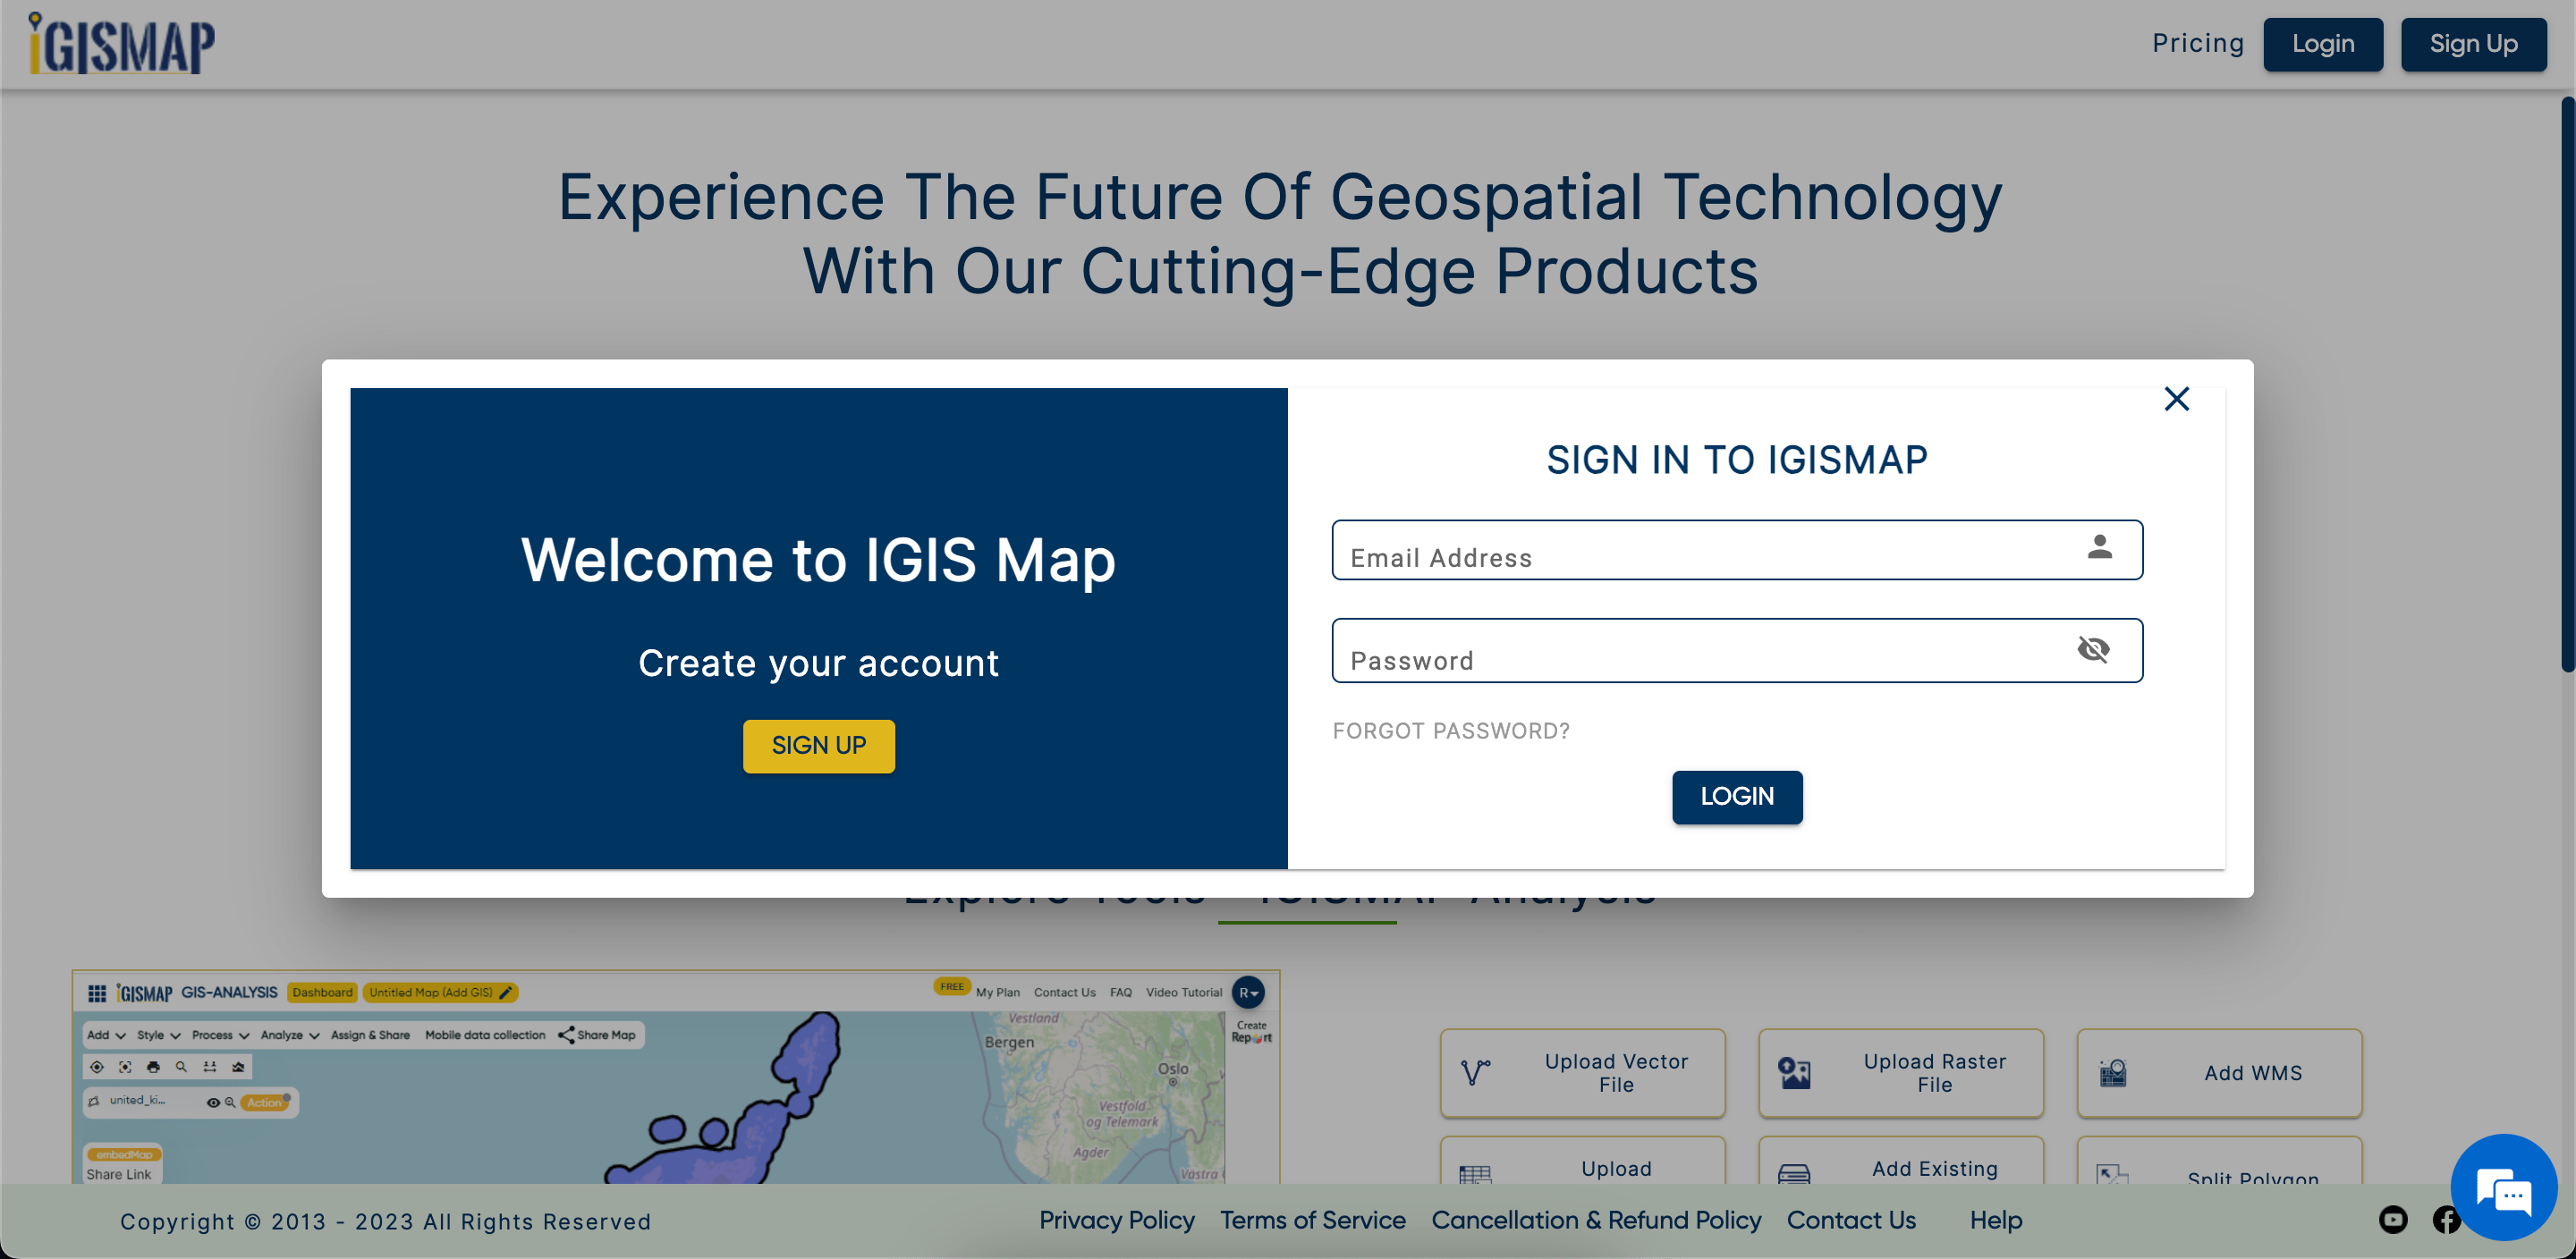 iGISMAP
Pricing
Login
Sign Up
Experience The Future Of Geospatial Technology
With Our Cutting-Edge Products
Welcome to IGIS Map
Create your account
SIGN UP
SIGN IN TO IGISMAP
Email Address
Password
FORGOT PASSWORD?
LOGIN
Explore Tools - IGISMAP Analysis
iGISMAP GIS-ANALYSIS Dashboard Untitled Map (Add GIS) FREE My Plan Contact Us FAQ Video Tutorial R
Add Style Process Analyze Assign & Share Mobile data collection Share Map
Create
Report
united_ki... Action
embedMap
Share Link
Vestland
Bergen
Oslo
Vestfold
og Telemark
Agder
Västra
Upload Vector
File
Upload Raster
File
Add WMS
Upload
Add Existing
Split Polygon
Copyright © 2013 - 2023 All Rights Reserved
Privacy Policy Terms of Service Cancellation & Refund Policy Contact Us Help